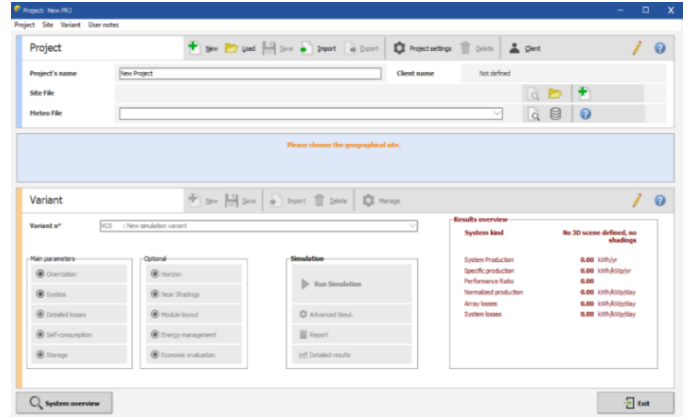 Project: New.PRJ
Project Site Variant User notes
Project New Load Save Import Export Project settings Delete Client
Project's name New Project Client name Not defined
Site File
Meteo File
Please choose the geographical site.
Variant New Save Import Delete Manage
Variant n° VC0 : New simulation variant
Results overview
System kind No 3D scene defined, no shadings
Main parameters Optional Simulation
Orientation Horizon Run Simulation
System Near Shadings
Detailed losses Module layout Advanced Simul.
Self-consumption Energy management Report
Storage Economic evaluation Detailed results
System Production 0.00 kWh/yr
Specific production 0.00 kWh/kWp/yr
Performance Ratio 0.00
Normalized production 0.00 kWh/kWp/day
Array losses 0.00 kWh/kWp/day
System losses 0.00 kWh/kWp/day
System overview Exit